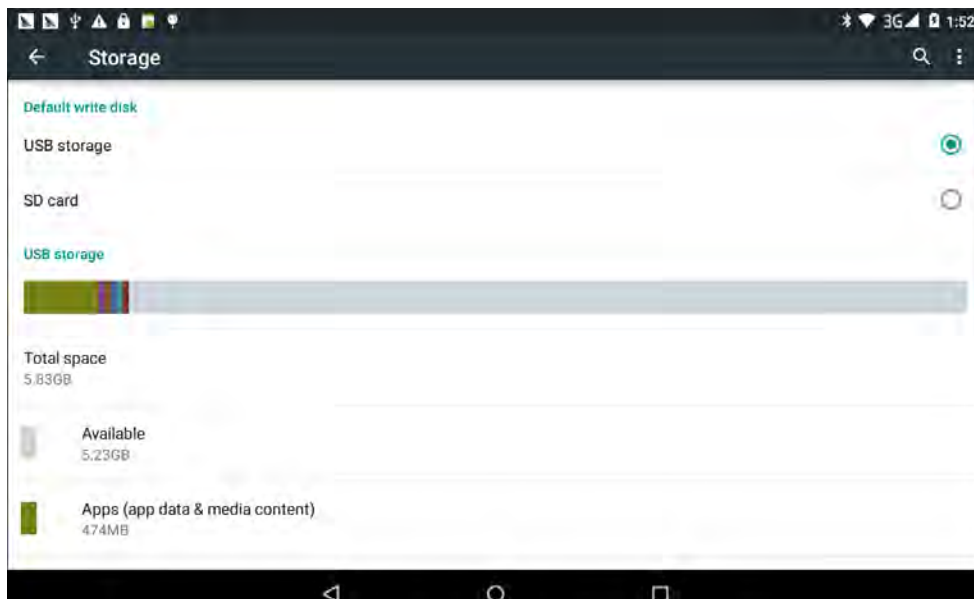 3G 1:52
Storage
Default write disk
USB storage
SD card
USB storage
Total space
5.83GB
Available
5.23GB
Apps (app data & media content)
474MB